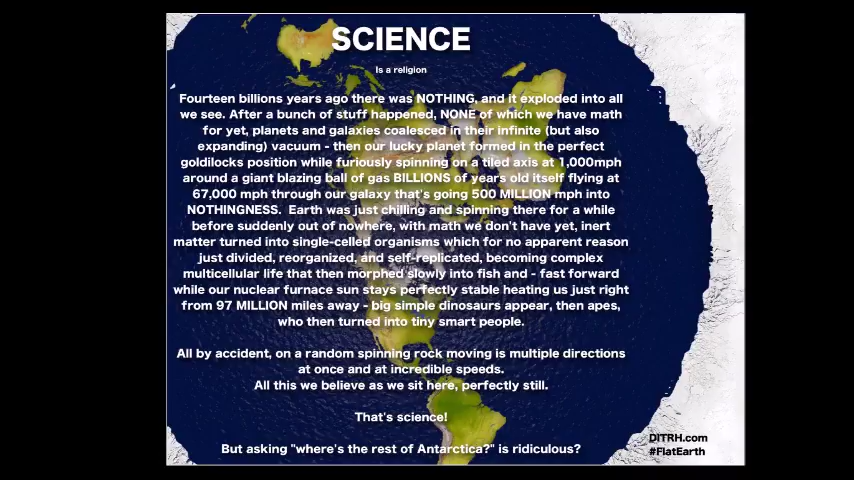 SCIENCE
Is a religion
Fourteen billions years ago there was NOTHING, and it exploded into all
we see. After a bunch of stuff happened, NONE of which we have math
for yet, planets and galaxies coalesced in their infinite (but also
expanding) vacuum - then our lucky planet formed in the perfect
goldilocks position while furiously spinning on a tiled axis at 1,000mph
around a giant blazing ball of gas BILLIONS of years old itself flying at
67,000 mph through our galaxy that's going 500 MILLION mph into
NOTHINGNESS. Earth was just chilling and spinning there for a while
before suddenly out of nowhere, with math we don't have yet, inert
matter turned into single-celled organisms which for no apparent reason
just divided, reorganized, and self-replicated, becoming complex
multicellular life that then morphed slowly into fish and - fast forward
while our nuclear furnace sun stays perfectly stable heating us just right
from 97 MILLION miles away - big simple dinosaurs appear, then apes,
who then turned into tiny smart people.
All by accident, on a random spinning rock moving is multiple directions
at once and at incredible speeds.
All this we believe as we sit here, perfectly still.
That's science!
But asking "where's the rest of Antarctica?" is ridiculous?
DITRH.com
#FlatEarth